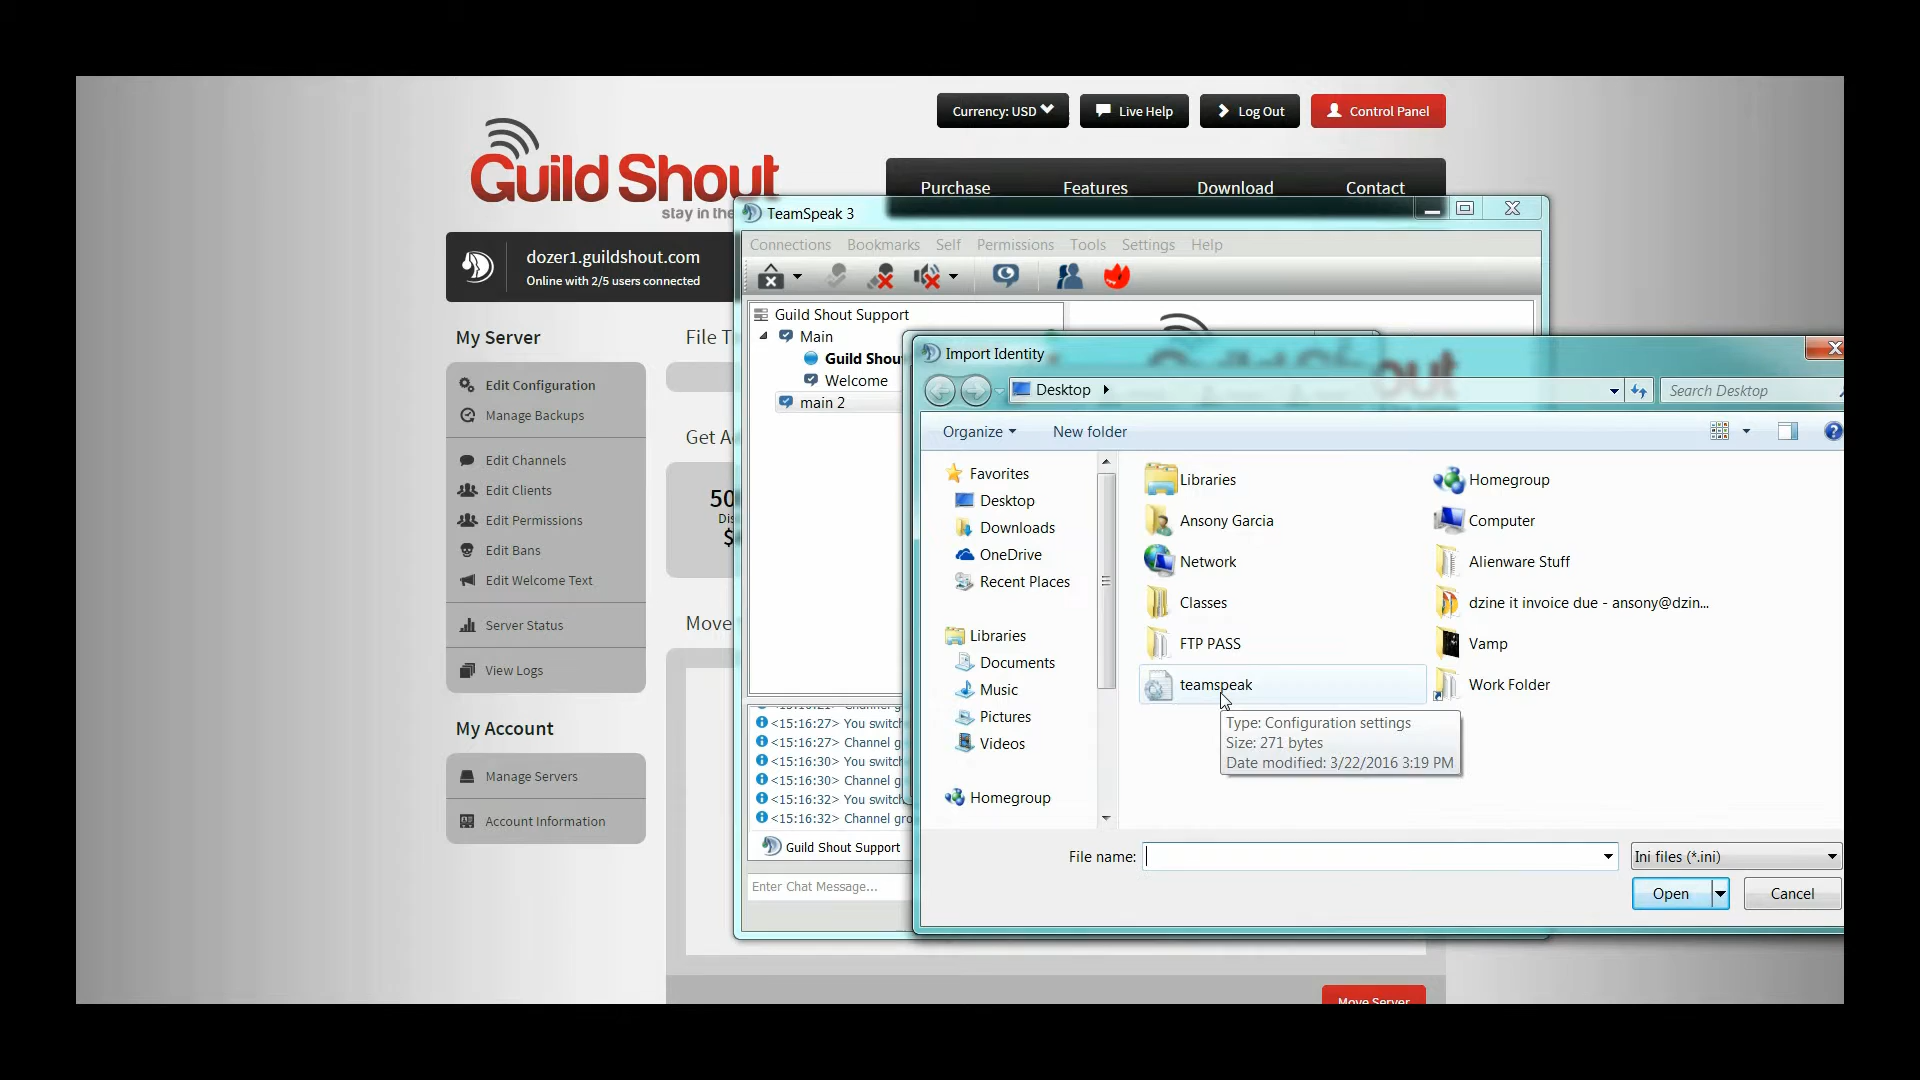 Currency: USD
Live Help
Log Out
Control Panel
Guild Shout
stay in the
Purchase
Features
Download
Contact
dozer1.guildshout.com
Online with 2/5 users connected
My Server
Edit Configuration
Manage Backups
Edit Channels
Edit Clients
Edit Permissions
Edit Bans
Edit Welcome Text
Server Status
View Logs
My Account
Manage Servers
Account Information
File T
Get A
50
Dis
$
Move
Move Server
TeamSpeak 3
Connections Bookmarks Self Permissions Tools Settings Help
Guild Shout Support
Main
Guild Shou
Welcome
main 2
<15:16:27> You switch
<15:16:27> Channel g
<15:16:30> You switch
<15:16:30> Channel g
<15:16:32> You switch
<15:16:32> Channel gro
Guild Shout Support
Enter Chat Message...
Import Identity
Desktop
Search Desktop
Organize
New folder
Favorites
Desktop
Downloads
OneDrive
Recent Places
Libraries
Documents
Music
Pictures
Videos
Homegroup
Libraries
Homegroup
Ansony Garcia
Computer
Network
Alienware Stuff
Classes
dzine it invoice due - ansony@dzin...
FTP PASS
Vamp
teamspeak
Work Folder
Type: Configuration settings
Size: 271 bytes
Date modified: 3/22/2016 3:19 PM
File name:
Ini files (*.ini)
Open
Cancel